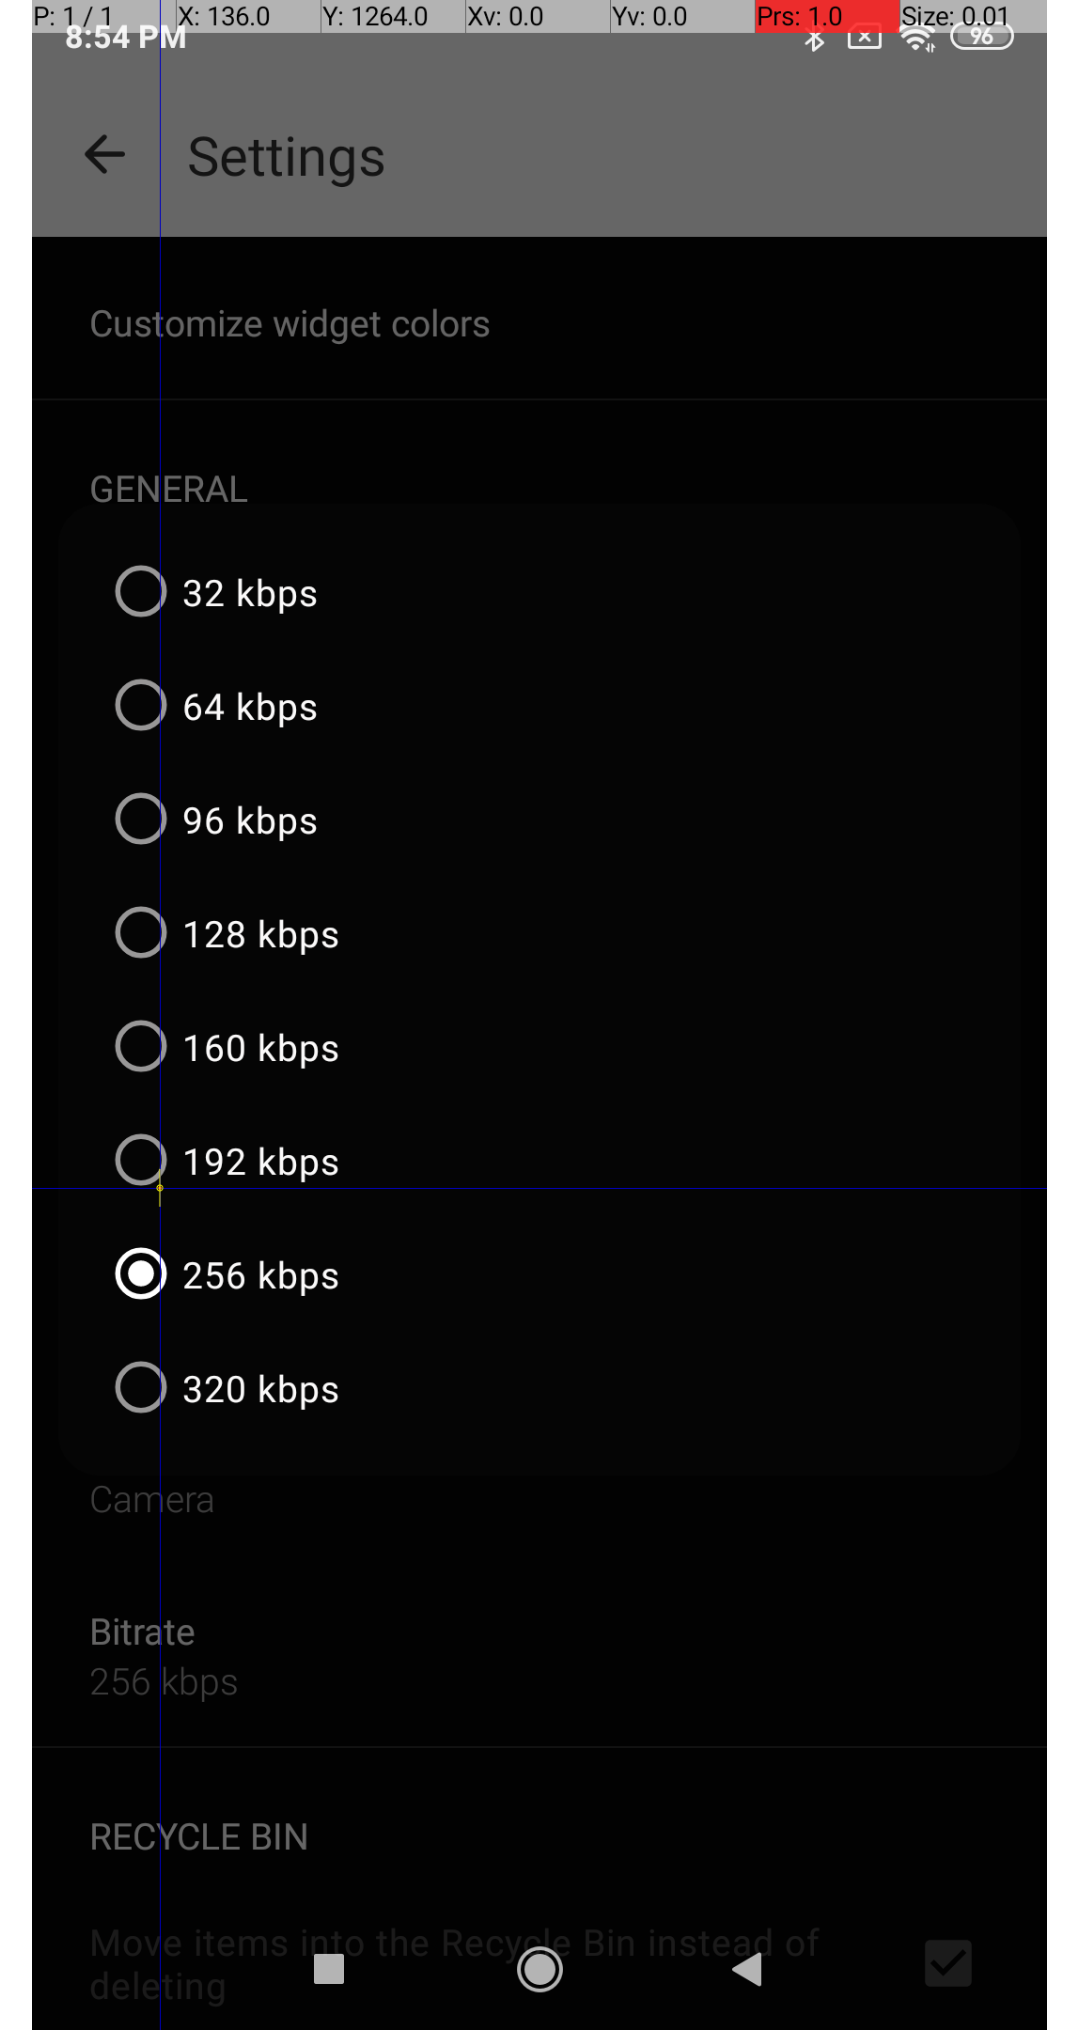 P: 1 / 1 X: 136.0 Y: 1264.0 Xv: 0.0 Yv: 0.0 Prs: 1.0 Size: 0.01
8:54 PM 96
Settings
Customize widget colors
GENERAL
32 kbps
64 kbps
96 kbps
128 kbps
160 kbps
192 kbps
256 kbps
320 kbps
Camera
Bitrate
256 kbps
RECYCLE BIN
Move items into the Recycle Bin instead of
deleting